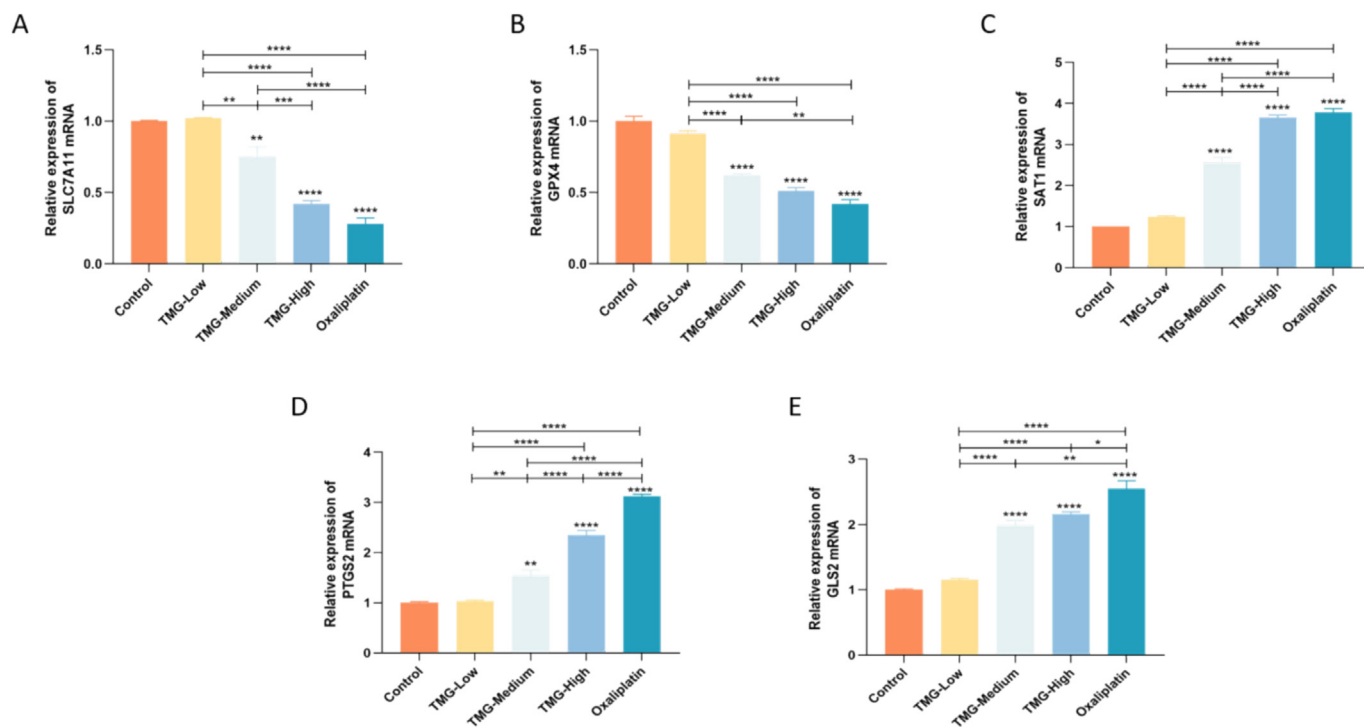 A
Relative expression of
SLC7A11 mRNA
1.5
1.0
0.5
0.0
****
****
****
** ***
**
****
****
Control
TMG-Low
TMG-Medium
TMG-High
Oxaliplatin
B
Relative expression of
GPX4 mRNA
1.5
1.0
0.5
0.0
****
****
**** **
****
****
****
Control
TMG-Low
TMG-Medium
TMG-High
Oxaliplatin
C
Relative expression of
SAT1 mRNA
5
4
3
2
1
0
****
****
****
**** ****
****
****
****
Control
TMG-Low
TMG-Medium
TMG-High
Oxaliplatin
D
Relative expression of
PTGS2 mRNA
4
3
2
1
0
****
****
****
** **** ****
**
****
****
Control
TMG-Low
TMG-Medium
TMG-High
Oxaliplatin
E
Relative expression of
GLS2 mRNA
3
2
1
0
****
**** *
**** **
****
****
****
Control
TMG-Low
TMG-Medium
TMG-High
Oxaliplatin